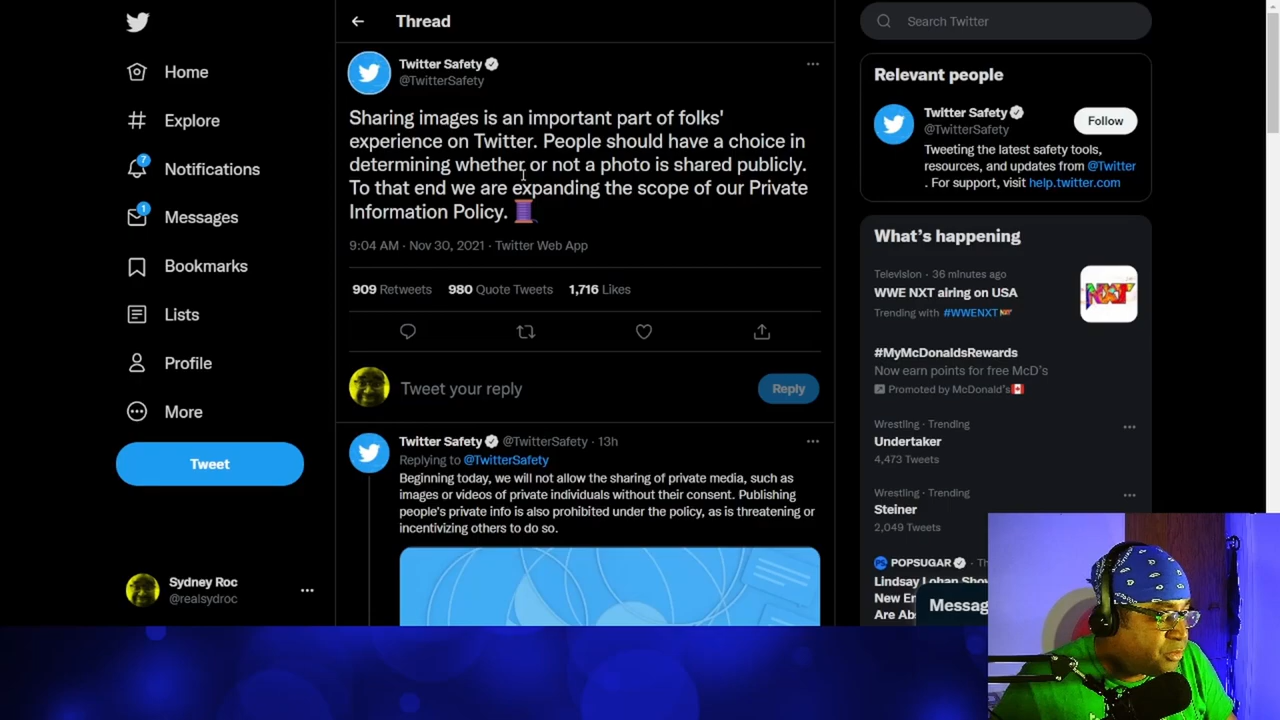 Thread
Search Twitter
Home
Explore
7
Notifications
1
Messages
Bookmarks
Lists
Profile
More
Tweet
Sydney Roc
@realsydroc
Twitter Safety
@TwitterSafety
Sharing images is an important part of folks'
experience on Twitter. People should have a choice in
determining whether or not a photo is shared publicly.
To that end we are expanding the scope of our Private
Information Policy.
9:04 AM · Nov 30, 2021 · Twitter Web App
909 Retweets 980 Quote Tweets 1,716 Likes
Tweet your reply
Reply
Twitter Safety @TwitterSafety · 13h
Replying to @TwitterSafety
Beginning today, we will not allow the sharing of private media, such as
images or videos of private individuals without their consent. Publishing
people's private info is also prohibited under the policy, as is threatening or
incentivizing others to do so.
Relevant people
Twitter Safety
@TwitterSafety
Follow
Tweeting the latest safety tools,
resources, and updates from @Twitter
. For support, visit help.twitter.com
What's happening
Television · 36 minutes ago
WWE NXT airing on USA
Trending with #WWENXT
NXT
#MyMcDonaldsRewards
Now earn points for free McD's
Promoted by McDonald's
Wrestling · Trending
Undertaker
4,473 Tweets
Wrestling · Trending
Steiner
2,049 Tweets
POPSUGAR
Lindsay Lohan
New
Are